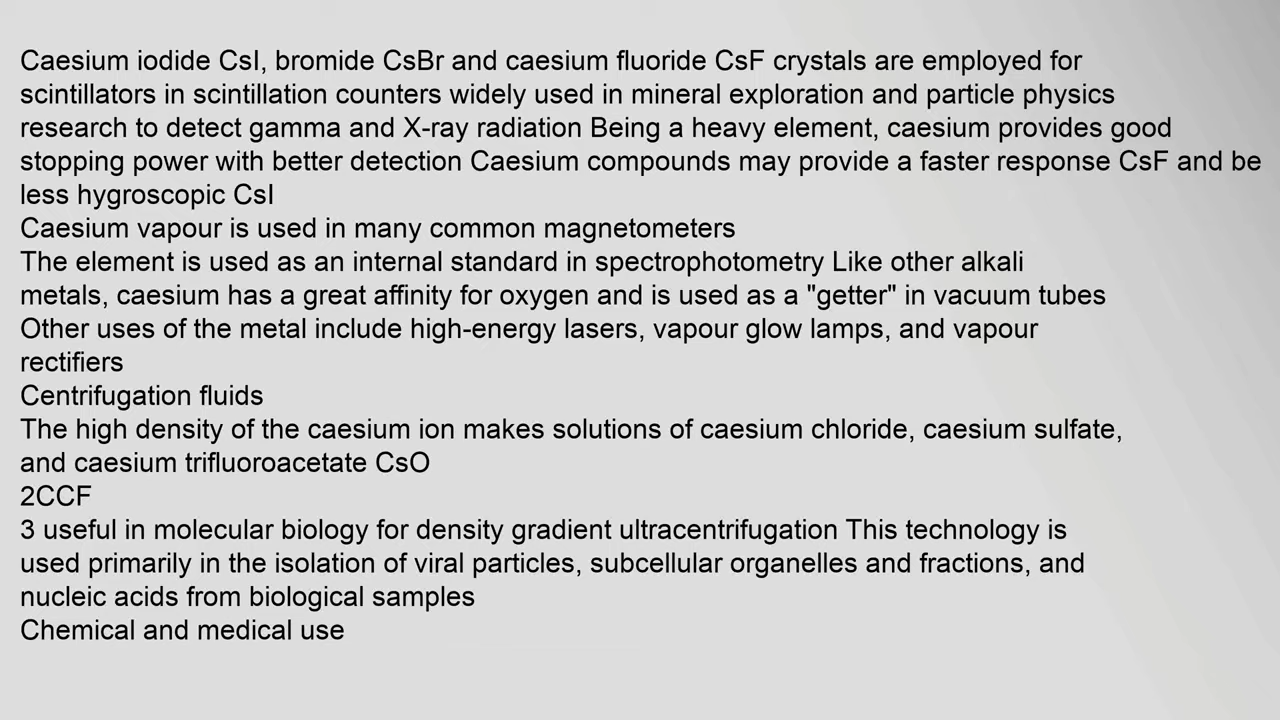 Caesium iodide CsI, bromide CsBr and caesium fluoride CsF crystals are employed for
scintillators in scintillation counters widely used in mineral exploration and particle physics
research to detect gamma and X-ray radiation Being a heavy element, caesium provides good
stopping power with better detection Caesium compounds may provide a faster response CsF and be
less hygroscopic CsI
Caesium vapour is used in many common magnetometers
The element is used as an internal standard in spectrophotometry Like other alkali
metals, caesium has a great affinity for oxygen and is used as a "getter" in vacuum tubes
Other uses of the metal include high-energy lasers, vapour glow lamps, and vapour
rectifiers
Centrifugation fluids
The high density of the caesium ion makes solutions of caesium chloride, caesium sulfate,
and caesium trifluoroacetate CsO
2CCF
3 useful in molecular biology for density gradient ultracentrifugation This technology is
used primarily in the isolation of viral particles, subcellular organelles and fractions, and
nucleic acids from biological samples
Chemical and medical use